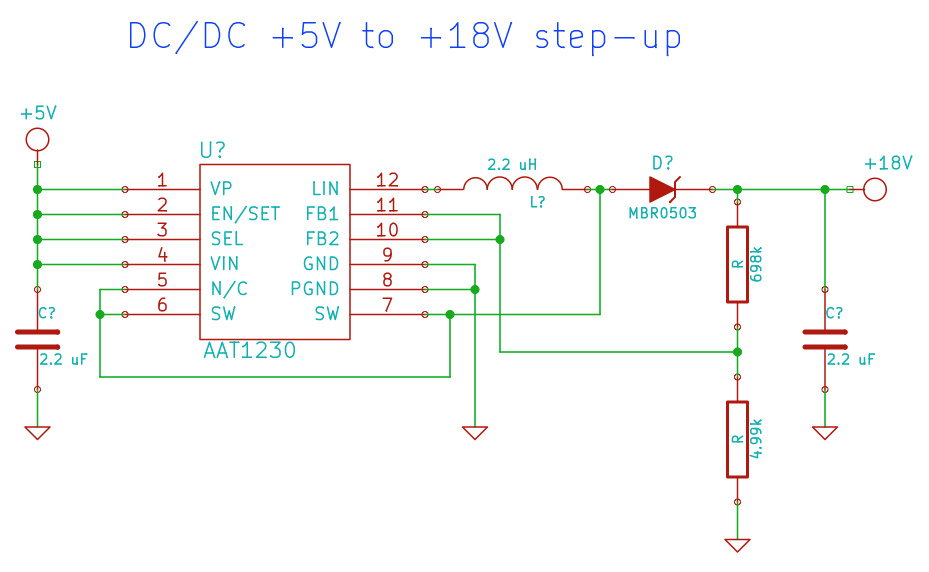 DC/DC +5V to +18V step-up
+5V
U?
2.2 uH
D?
+18V
1 VP LIN 12
L?
MBR0503
2 EN/SET FB1 11
3 SEL FB2 10
4 VIN GND 9
R 698k
5 N/C PGND 8
6 SW SW 7
C?
C?
AAT1230
2.2 uF
2.2 uF
R 4.99k